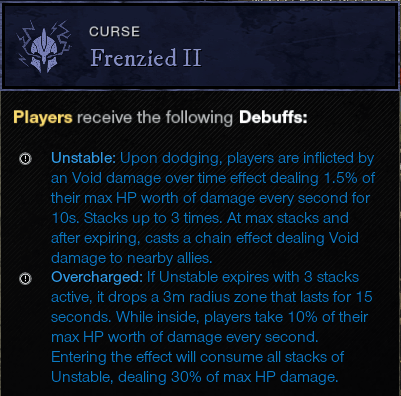 CURSE
Frenzied II
Players receive the following Debuffs:
Unstable: Upon dodging, players are inflicted by
an Void damage over time effect dealing 1.5% of
their max HP worth of damage every second for
10s. Stacks up to 3 times. At max stacks and
after expiring, casts a chain effect dealing Void
damage to nearby allies.
Overcharged: If Unstable expires with 3 stacks
active, it drops a 3m radius zone that lasts for 15
seconds. While inside, players take 10% of their
max HP worth of damage every second.
Entering the effect will consume all stacks of
Unstable, dealing 30% of max HP damage.